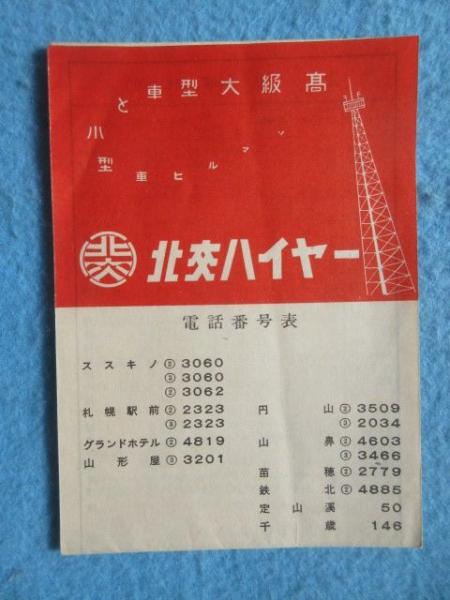 髙級大型車と
小型車ヒルマン
北交
北交ハイヤー
電話番号表
ススキノ ② 3060
③ 3060
② 3062
札幌駅前 ② 2323
③ 2323
グランドホテル ② 4819
山形屋 ③ 3201
円山 ② 3509
③ 2034
山鼻 ② 4603
③ 3466
苗穂 ② 2779
鉄北 ② 4885
定山溪 50
千歳 146